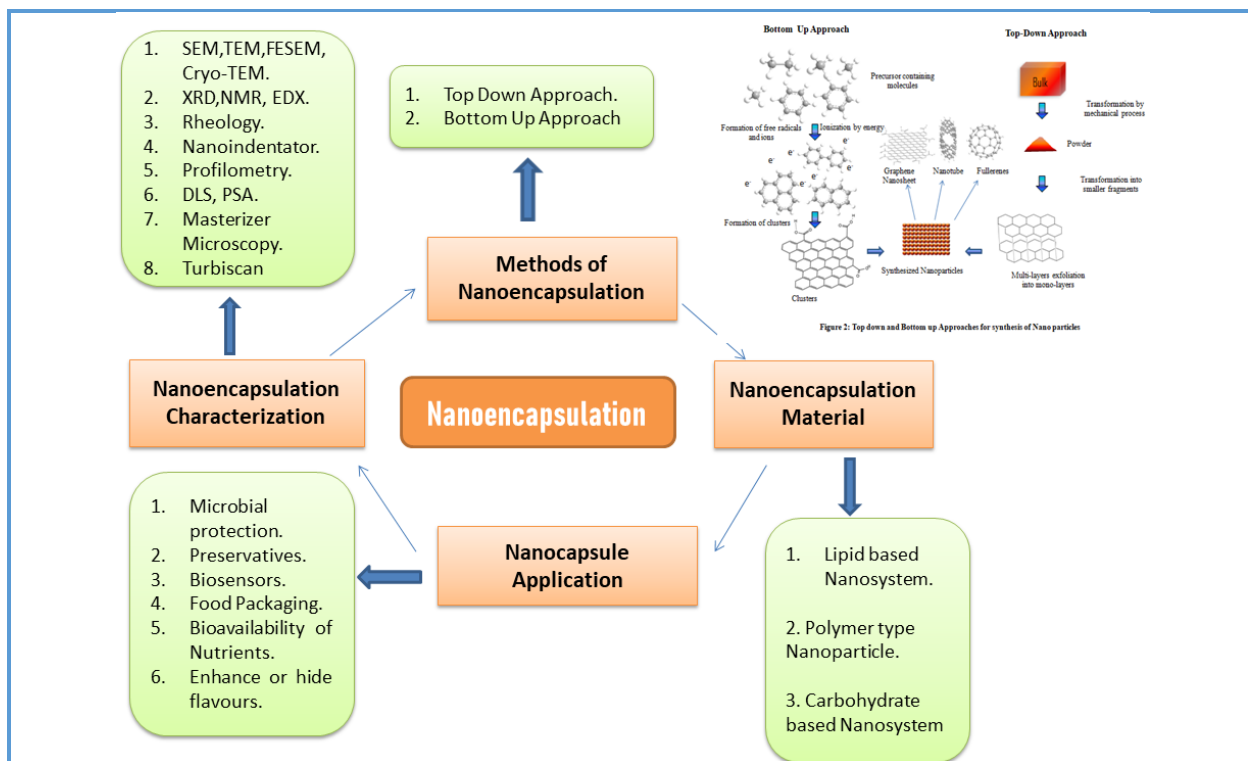 1. SEM,TEM,FESEM,
Cryo-TEM.
2. XRD,NMR, EDX.
3. Rheology.
4. Nanoindentator.
5. Profilometry.
6. DLS, PSA.
7. Masterizer
Microscopy.
8. Turbiscan
1. Top Down Approach.
2. Bottom Up Approach
Bottom Up Approach
Precursor containing
molecules
Formation of free radicals
and ions
Ionization by energy
e-
e-
e-
e-
e-
e-
Formation of clusters
Clusters
Graphene
Nanosheet
Nanotube
Fullerenes
Synthesized Nanoparticles
Top-Down Approach
Bulk
Transformation by
mechanical process
Powder
Transformation into
smaller fragments
Multi-layers exfoliation
into mono-layers
Figure 2: Top down and Bottom up Approaches for synthesis of Nano particles
Methods of
Nanoencapsulation
Nanoencapsulation
Characterization
Nanoencapsulation
Nanoencapsulation
Material
Nanocapsule
Application
1. Microbial
protection.
2. Preservatives.
3. Biosensors.
4. Food Packaging.
5. Bioavailability of
Nutrients.
6. Enhance or hide
flavours.
1. Lipid based
Nanosystem.
2. Polymer type
Nanoparticle.
3. Carbohydrate
based Nanosystem